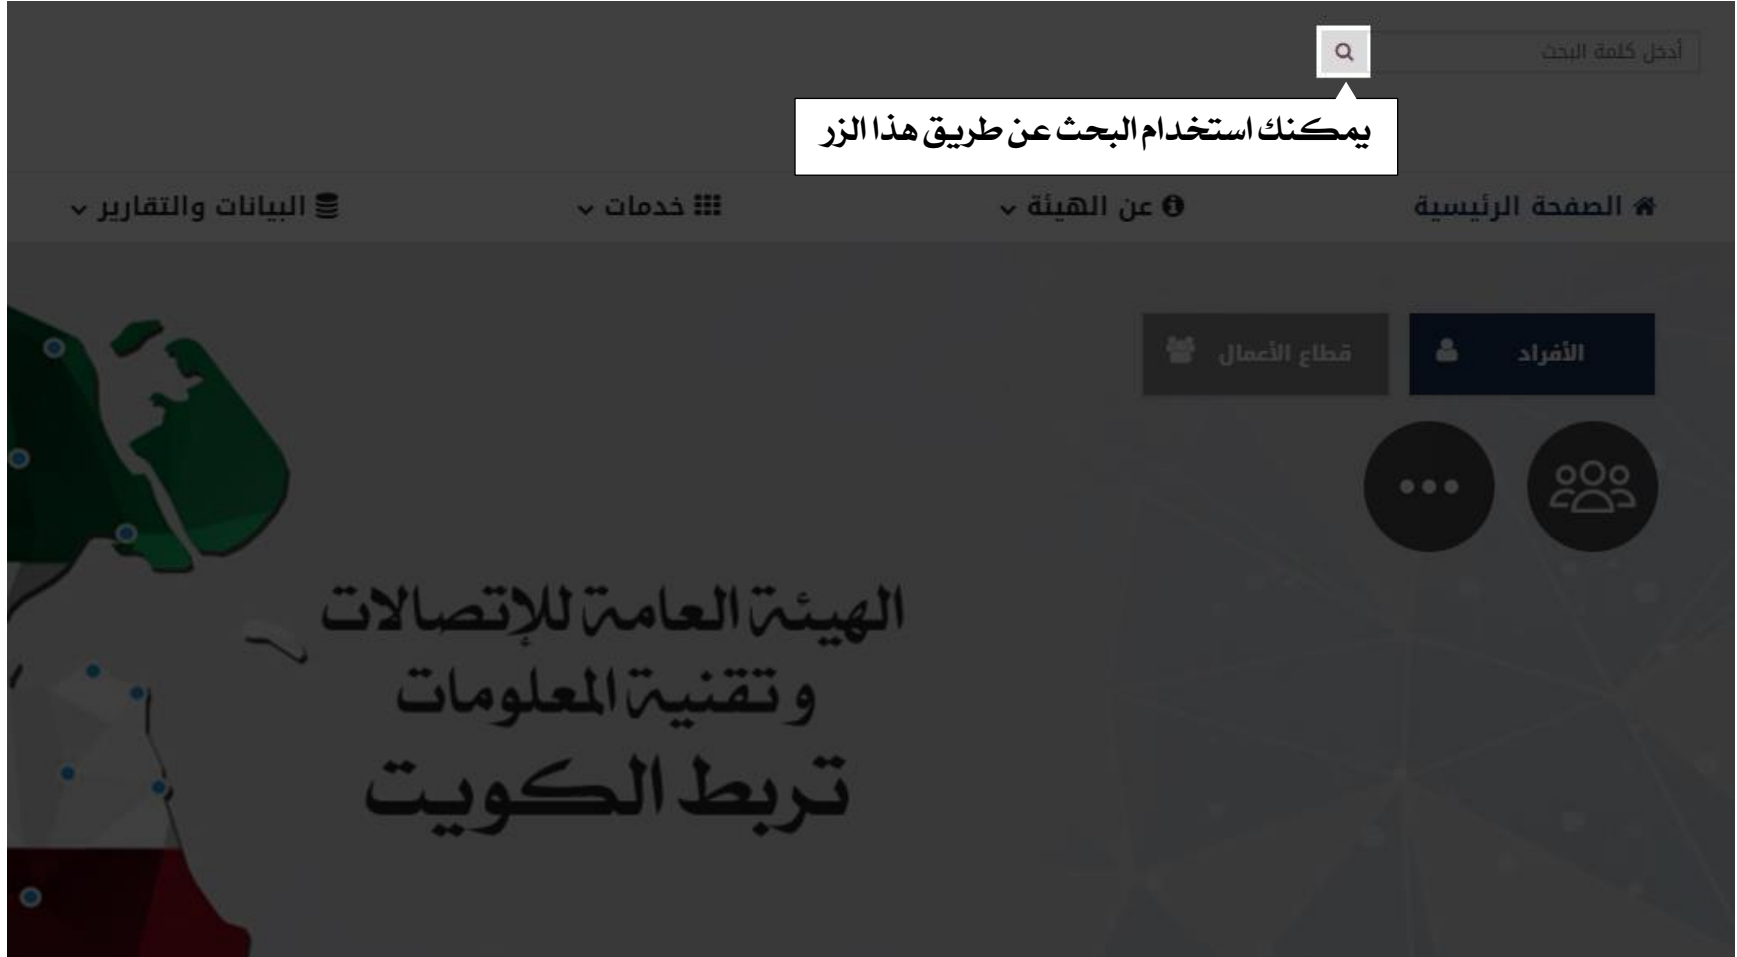 أدخل كلمة البحث
يمكنك استخدام البحث عن طريق هذا الزر
الصفحة الرئيسية
عن الهيئة
خدمات
البيانات والتقارير
الأفراد
قطاع الأعمال
الهيئة العامة للإتصالات
و تقنية المعلومات
تربط الكويت